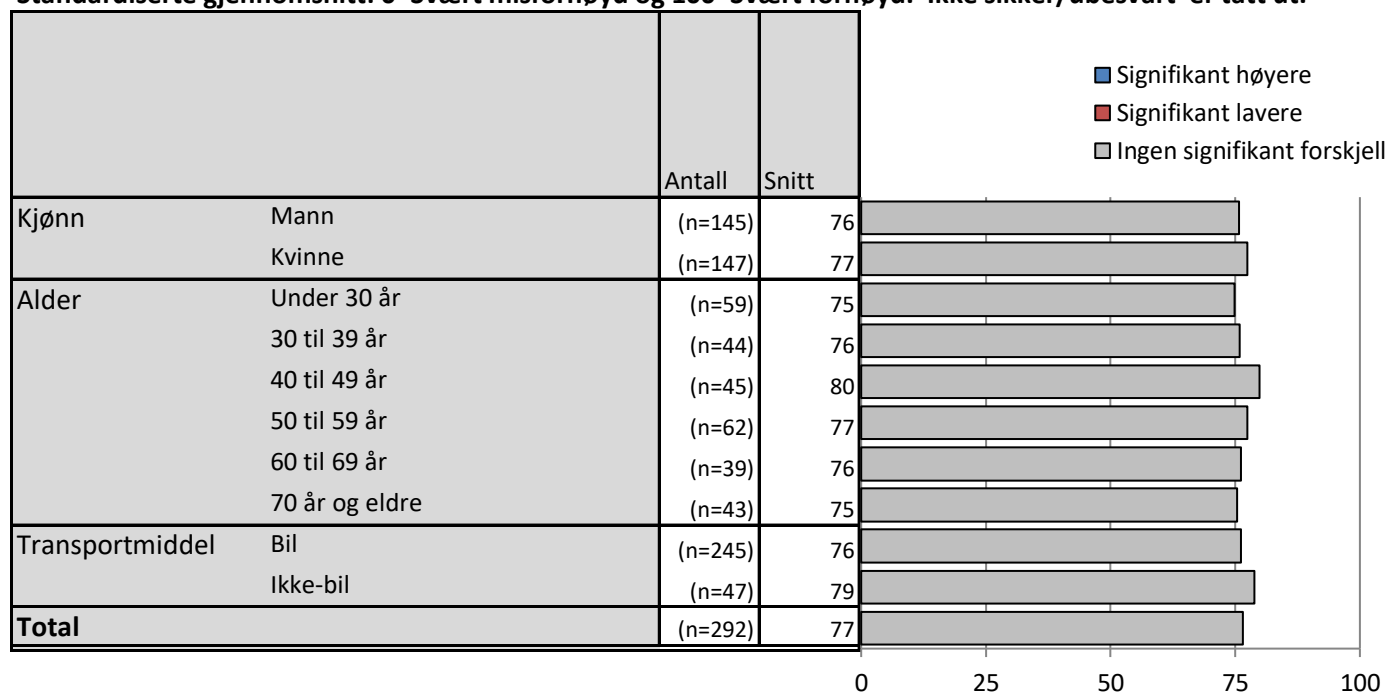 Signifikant høyere
Signifikant lavere
Ingen signifikant forskjell
Antall Snitt
Kjønn Mann (n=145) 76
Kvinne (n=147) 77
Alder Under 30 år (n=59) 75
30 til 39 år (n=44) 76
40 til 49 år (n=45) 80
50 til 59 år (n=62) 77
60 til 69 år (n=39) 76
70 år og eldre (n=43) 75
Transportmiddel Bil (n=245) 76
Ikke-bil (n=47) 79
Total (n=292) 77
0 25 50 75 100